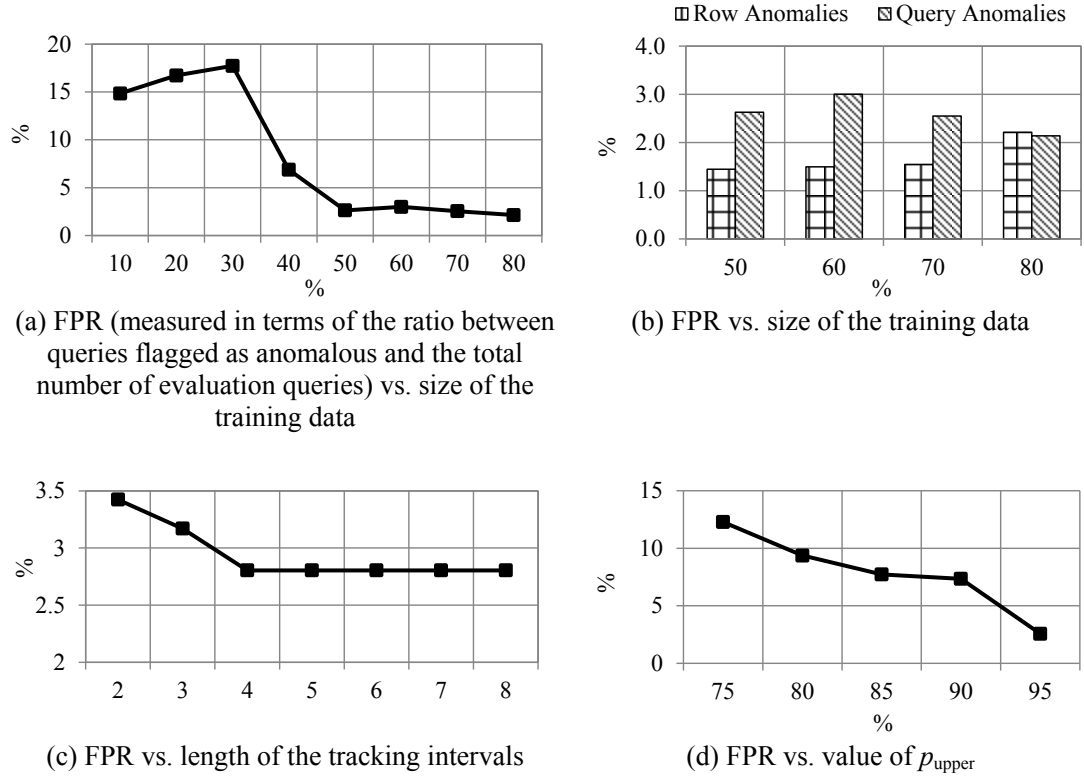 Row Anomalies Query Anomalies
20
15
10
5
0
%
10 20 30 40 50 60 70 80
%
(a) FPR (measured in terms of the ratio between
queries flagged as anomalous and the total
number of evaluation queries) vs. size of the
training data
4.0
3.0
2.0
1.0
0.0
%
50 60 70 80
%
(b) FPR vs. size of the training data
3.5
3
2.5
2
%
2 3 4 5 6 7 8
(c) FPR vs. length of the tracking intervals
15
10
5
0
%
75 80 85 90 95
%
(d) FPR vs. value of pupper